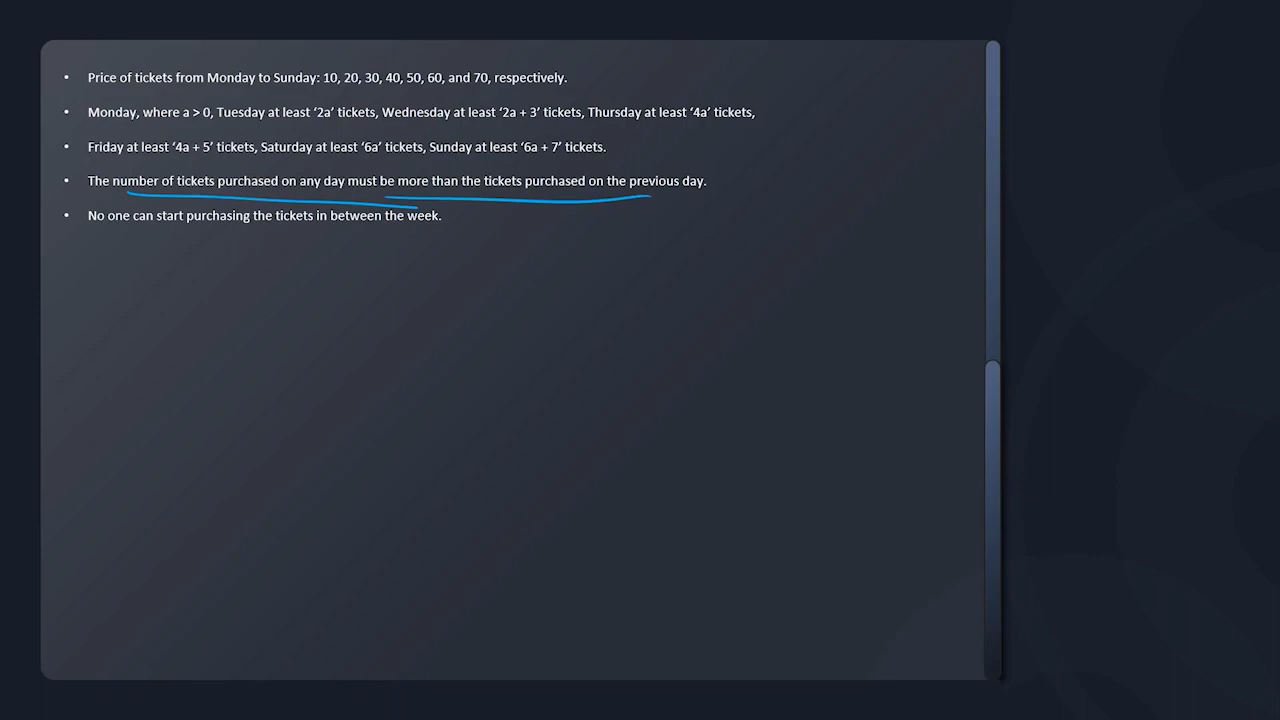 • Price of tickets from Monday to Sunday: 10, 20, 30, 40, 50, 60, and 70, respectively.
• Monday, where a > 0, Tuesday at least ‘2a’ tickets, Wednesday at least ‘2a + 3’ tickets, Thursday at least ‘4a’ tickets,
• Friday at least ‘4a + 5’ tickets, Saturday at least ‘6a’ tickets, Sunday at least ‘6a + 7’ tickets.
• The number of tickets purchased on any day must be more than the tickets purchased on the previous day.
• No one can start purchasing the tickets in between the week.